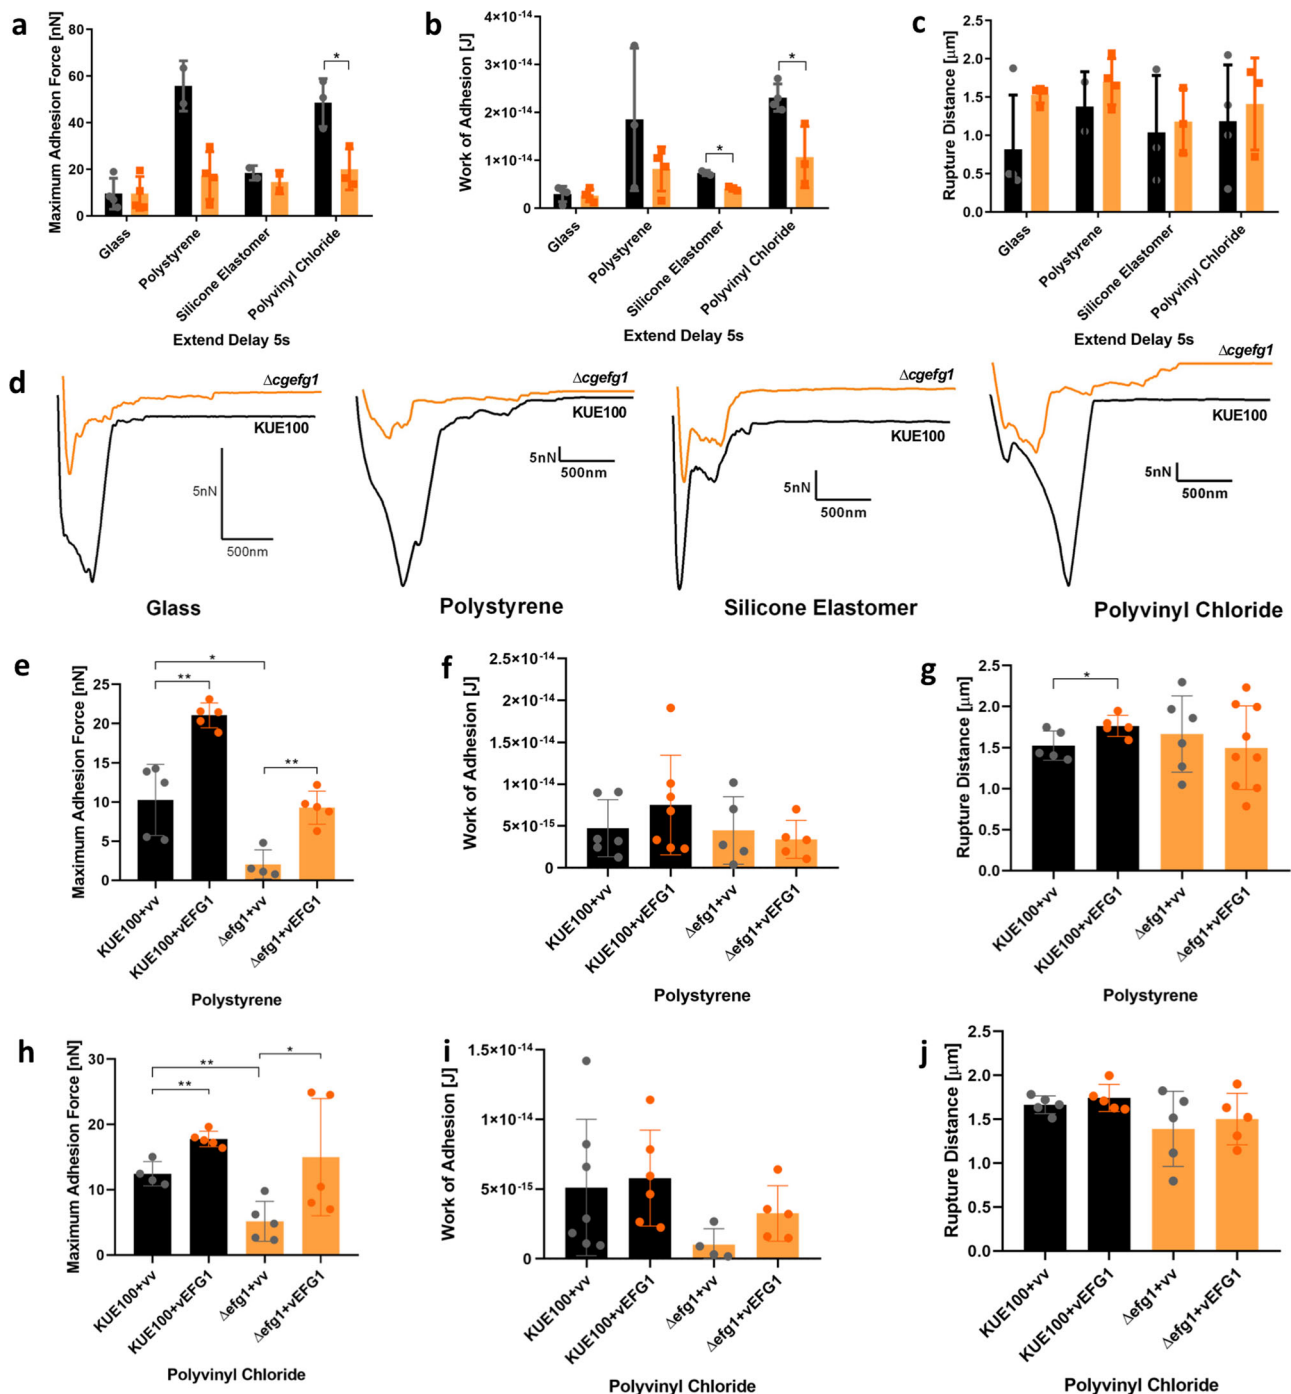 a
Maximum Adhesion Force [nN]
80
60
40
20
0
*
Glass
Polystyrene
Silicone Elastomer
Polyvinyl Chloride
Extend Delay 5s
b
Work of Adhesion [J]
4×10-14
3×10-14
2×10-14
1×10-14
0
*
*
Glass
Polystyrene
Silicone Elastomer
Polyvinyl Chloride
Extend Delay 5s
c
Rupture Distance [μm]
2.5
2.0
1.5
1.0
0.5
0.0
Glass
Polystyrene
Silicone Elastomer
Polyvinyl Chloride
Extend Delay 5s
d
Δcgefg1
KUE100
5nN
500nm
Glass
Δcgefg1
KUE100
5nN
500nm
Polystyrene
Δcgefg1
KUE100
5nN
500nm
Silicone Elastomer
Δcgefg1
KUE100
5nN
500nm
Polyvinyl Chloride
e
Maximum Adhesion Force [nN]
25
20
15
10
5
0
*
**
**
KUE100+vv
KUE100+vEFG1
Δefg1+vv
Δefg1+vEFG1
Polystyrene
f
Work of Adhesion [J]
2.5×10-14
2×10-14
1.5×10-14
1×10-14
5×10-15
0
KUE100+vv
KUE100+vEFG1
Δefg1+vv
Δefg1+vEFG1
Polystyrene
g
Rupture Distance [μm]
2.5
2.0
1.5
1.0
0.5
0.0
*
KUE100+vv
KUE100+vEFG1
Δefg1+vv
Δefg1+vEFG1
Polystyrene
h
Maximum Adhesion Force [nN]
30
20
10
0
**
**
*
KUE100+vv
KUE100+vEFG1
Δefg1+vv
Δefg1+vEFG1
Polyvinyl Chloride
i
Work of Adhesion [J]
1.5×10-14
1×10-14
5×10-15
0
KUE100+vv
KUE100+vEFG1
Δefg1+vv
Δefg1+vEFG1
Polyvinyl Chloride
j
Rupture Distance [μm]
2.5
2.0
1.5
1.0
0.5
0.0
KUE100+vv
KUE100+vEFG1
Δefg1+vv
Δefg1+vEFG1
Polyvinyl Chloride